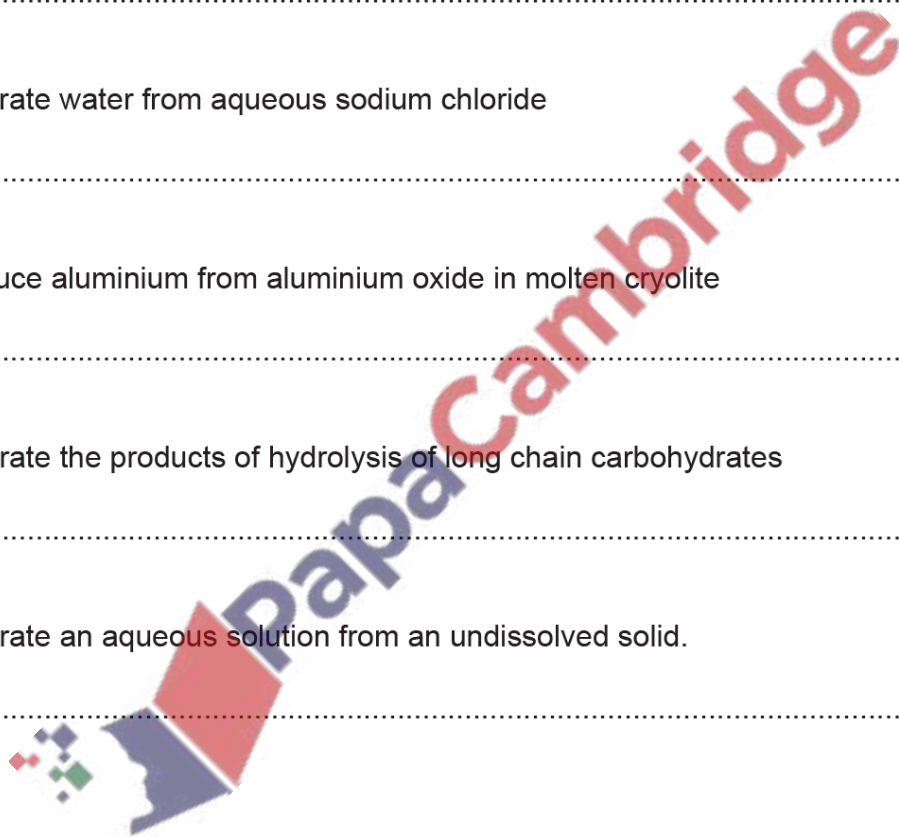 rate water from aqueous sodium chloride
uce aluminium from aluminium oxide in molten cryolite
rate the products of hydrolysis of long chain carbohydrates
rate an aqueous solution from an undissolved solid.
PapaCambridge